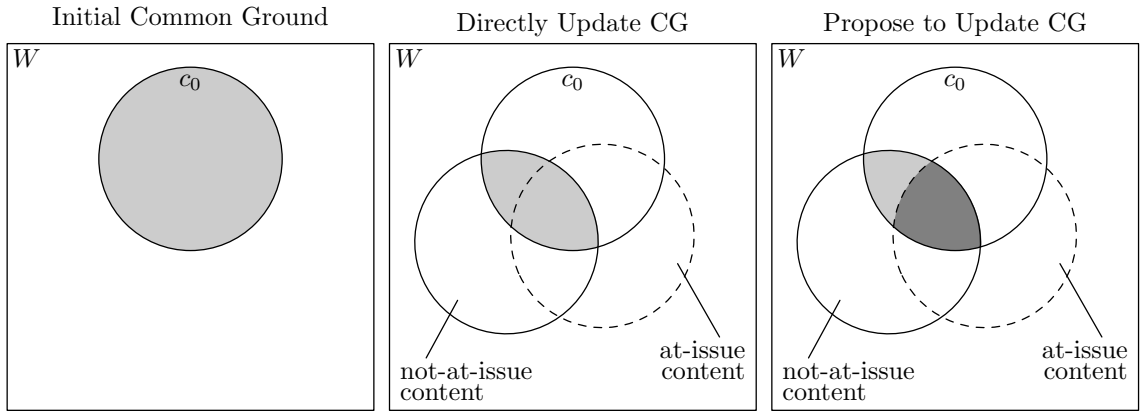 Initial Common Ground
Directly Update CG
Propose to Update CG
W
c₀
W
c₀
not-at-issue
content
at-issue
content
W
c₀
not-at-issue
content
at-issue
content